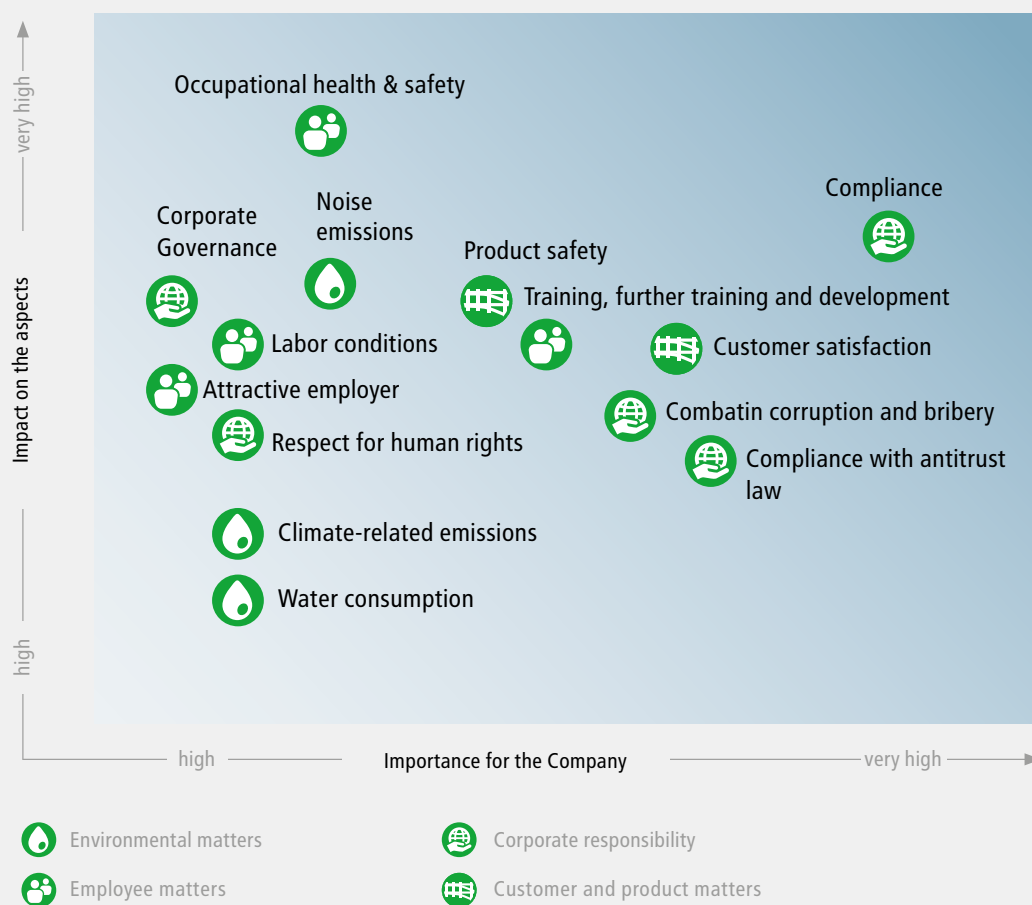 very high
Impact on the aspects
high
Occupational health & safety
Compliance
Noise
emissions
Corporate
Governance
Product safety
Training, further training and development
Labor conditions
Customer satisfaction
Attractive employer
Combatin corruption and bribery
Respect for human rights
Compliance with antitrust
law
Climate-related emissions
Water consumption
high
Importance for the Company
very high
Environmental matters
Corporate responsibility
Employee matters
Customer and product matters